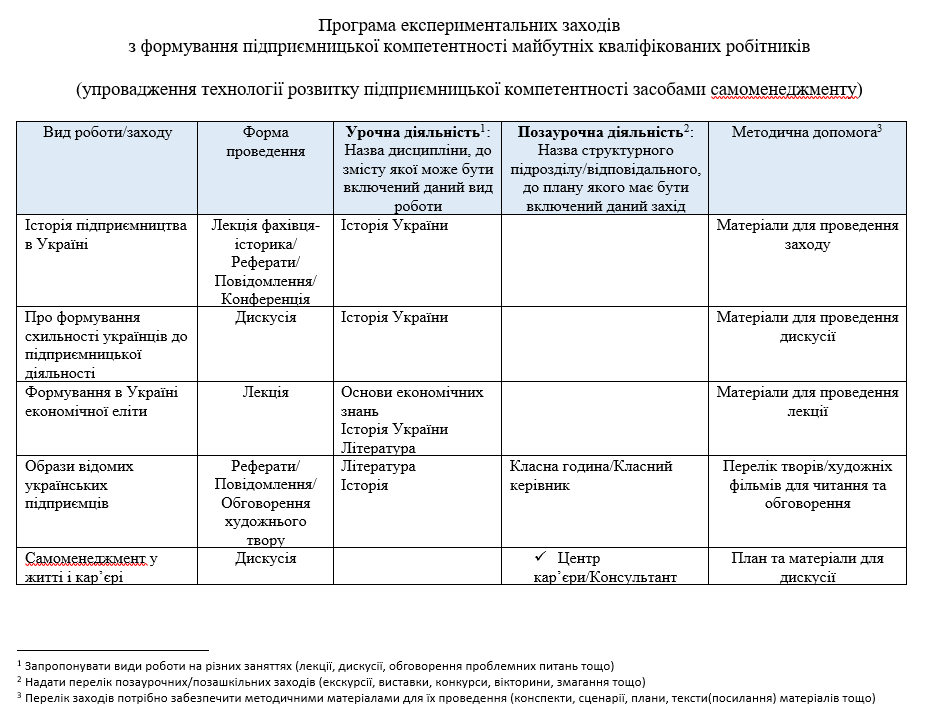 Програма експериментальних заходів
з формування підприємницької компетентності майбутніх кваліфікованих робітників
(упровадження технології розвитку підприємницької компетентності засобами самоменеджменту)
Вид роботи/заходу
Форма
проведення
Урочна діяльність1:
Назва дисципліни, до
змісту якої може бути
включений даний вид
роботи
Позаурочна діяльність2:
Назва структурного
підрозділу/відповідального,
до плану якого має бути
включений даний захід
Методична допомога3
Історія підприємництва
в Україні
Лекція фахівця-
історика/
Реферати/
Повідомлення/
Конференція
Історія України
Матеріали для проведення
заходу
Про формування
схильності українців до
підприємницької
діяльності
Дискусія
Історія України
Матеріали для проведення
дискусії
Формування в Україні
економічної еліти
Лекція
Основи економічних
знань
Історія України
Література
Матеріали для проведення
лекції
Образи відомих
українських
підприємців
Реферати/
Повідомлення/
Обговорення
художнього
твору
Література
Історія
Класна година/Класний
керівник
Перелік творів/художніх
фільмів для читання та
обговорення
Самоменеджмент у
житті і кар’єрі
Дискусія
✓ Центр
кар’єри/Консультант
План та матеріали для
дискусії
1 Запропонувати види роботи на різних заняттях (лекції, дискусії, обговорення проблемних питань тощо)
2 Надати перелік позаурочних/позашкільних заходів (екскурсії, виставки, конкурси, вікторини, змагання тощо)
3 Перелік заходів потрібно забезпечити методичними матеріалами для їх проведення (конспекти, сценарії, плани, тексти(посилання) матеріалів тощо)